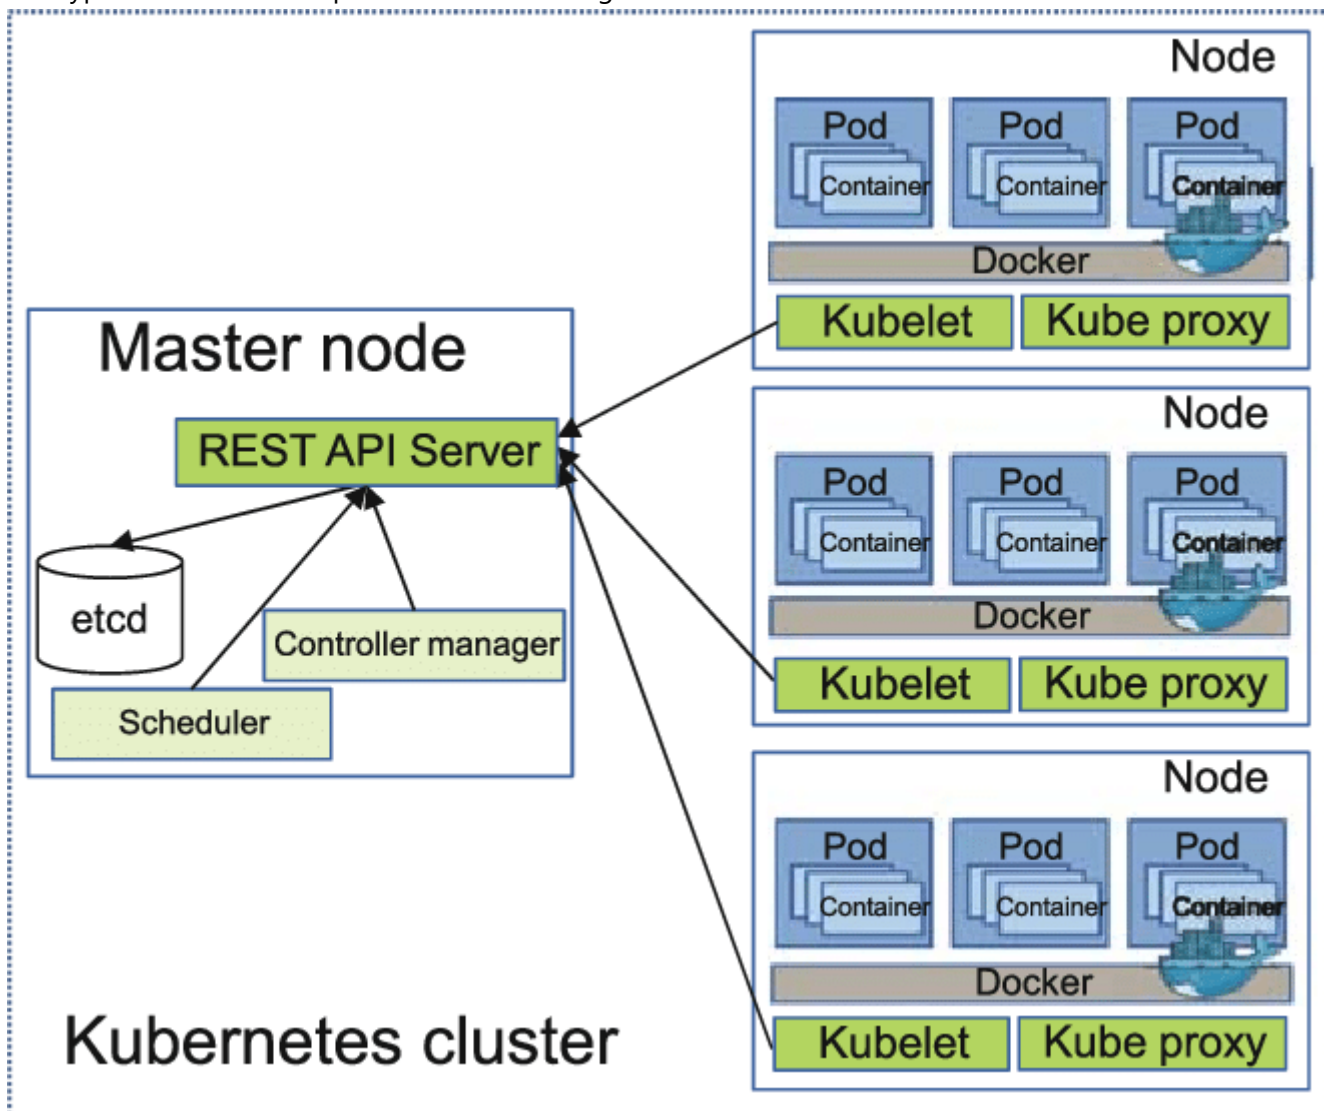 Master node
REST API Server
etcd
Controller manager
Scheduler
Kubernetes cluster
Node
Pod Pod Pod
Container Container Container
Docker
Kubelet Kube proxy
Node
Pod Pod Pod
Container Container Container
Docker
Kubelet Kube proxy
Node
Pod Pod Pod
Container Container Container
Docker
Kubelet Kube proxy